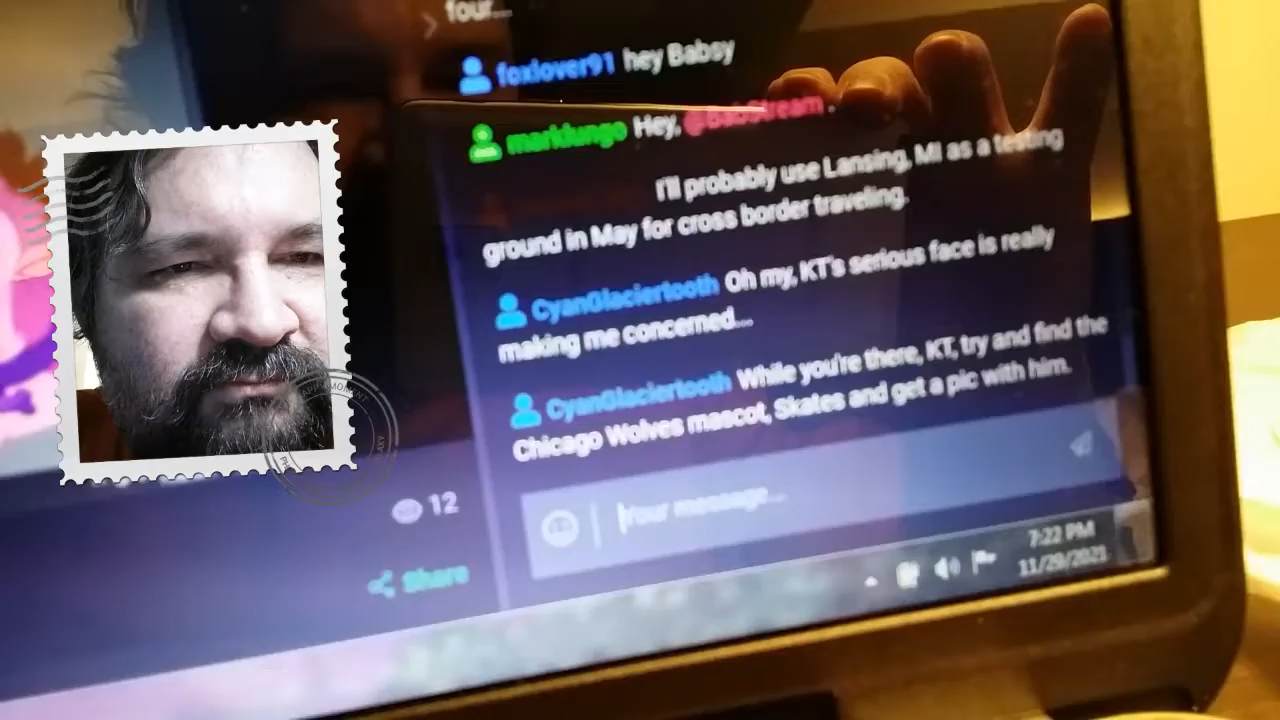 four...
foxlover91 hey Babsy
marklungo Hey, @BabStream .
I'll probably use Lansing, MI as a testing
ground in May for cross border traveling.
CyanGlaciertooth Oh my, KT's serious face is really
making me concerned...
CyanGlaciertooth While you're there, KT, try and find the
Chicago Wolves mascot, Skates and get a pic with him.
12
Your message...
Share
7:22 PM
11/29/2021